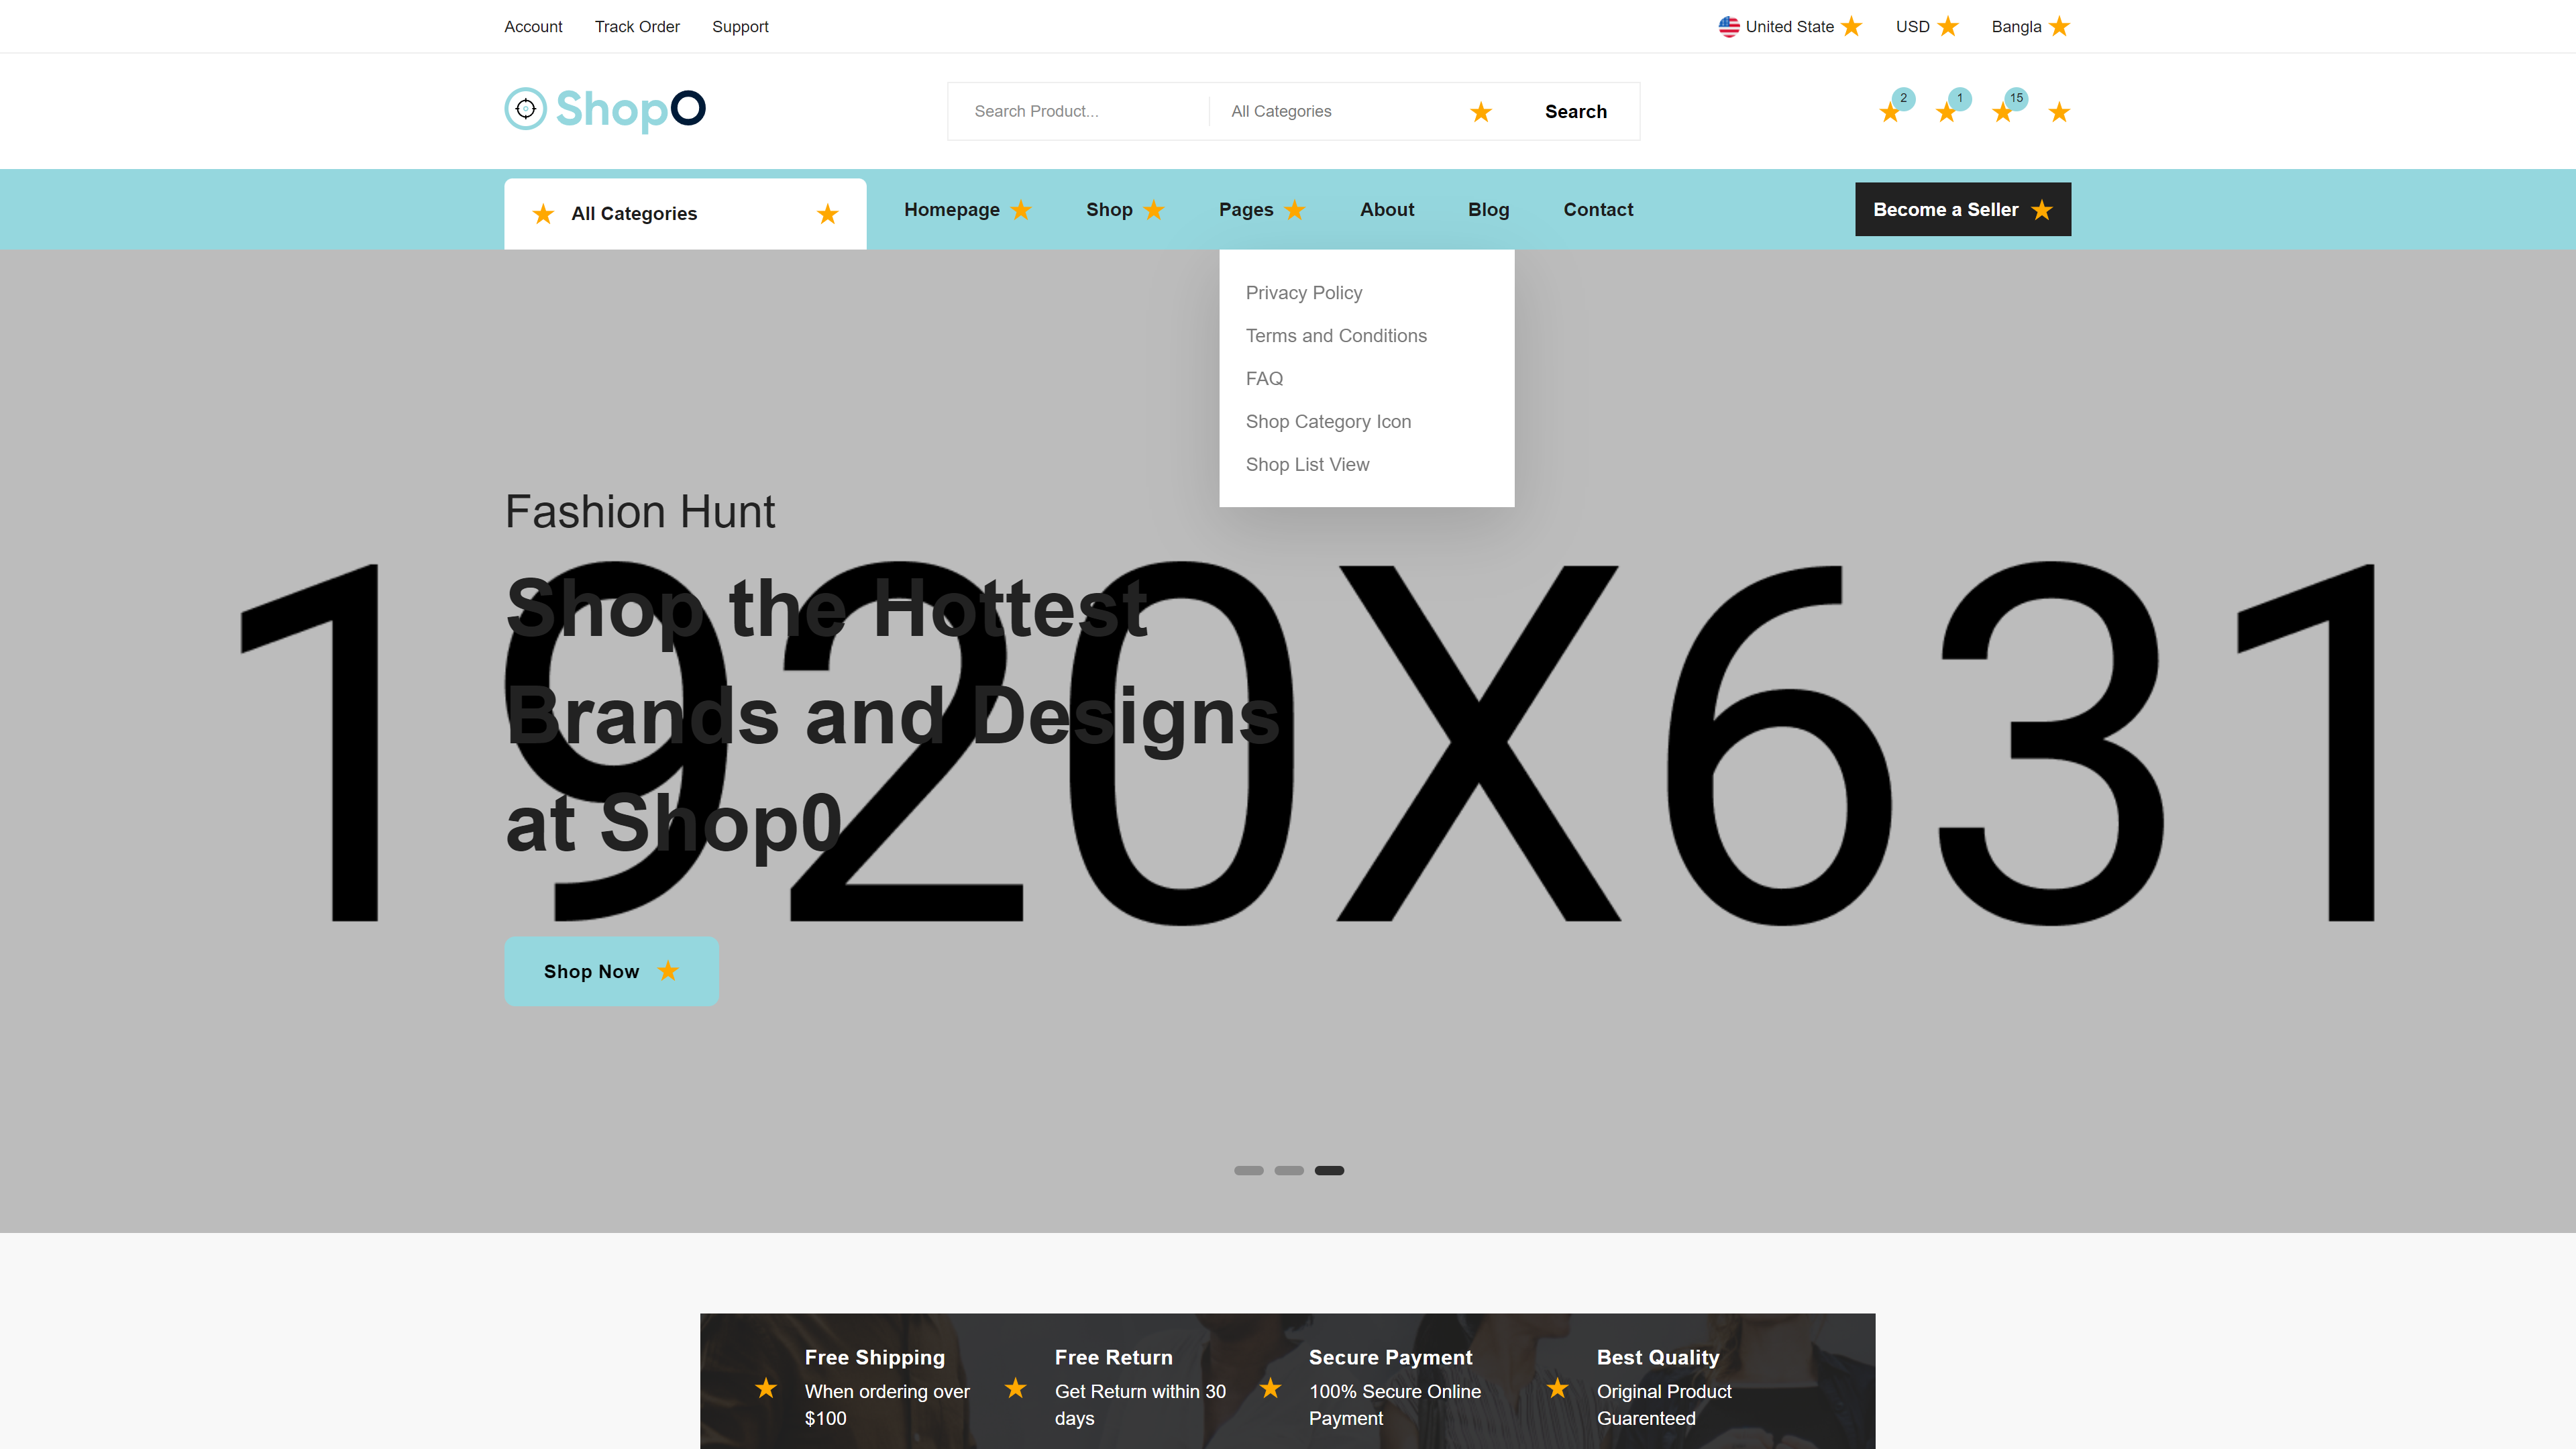 Account Track Order Support United State USD Bangla
ShopO Search Product... All Categories Search 2 1 15
All Categories Homepage Shop Pages About Blog Contact Become a Seller
Privacy Policy
Terms and Conditions
FAQ
Shop Category Icon
Shop List View
Fashion Hunt
1920X631
Shop the Hottest
Brands and Designs
at Shop0
Shop Now
Free Shipping Free Return Secure Payment Best Quality
When ordering over Get Return within 30 100% Secure Online Original Product
$100 days Payment Guarenteed